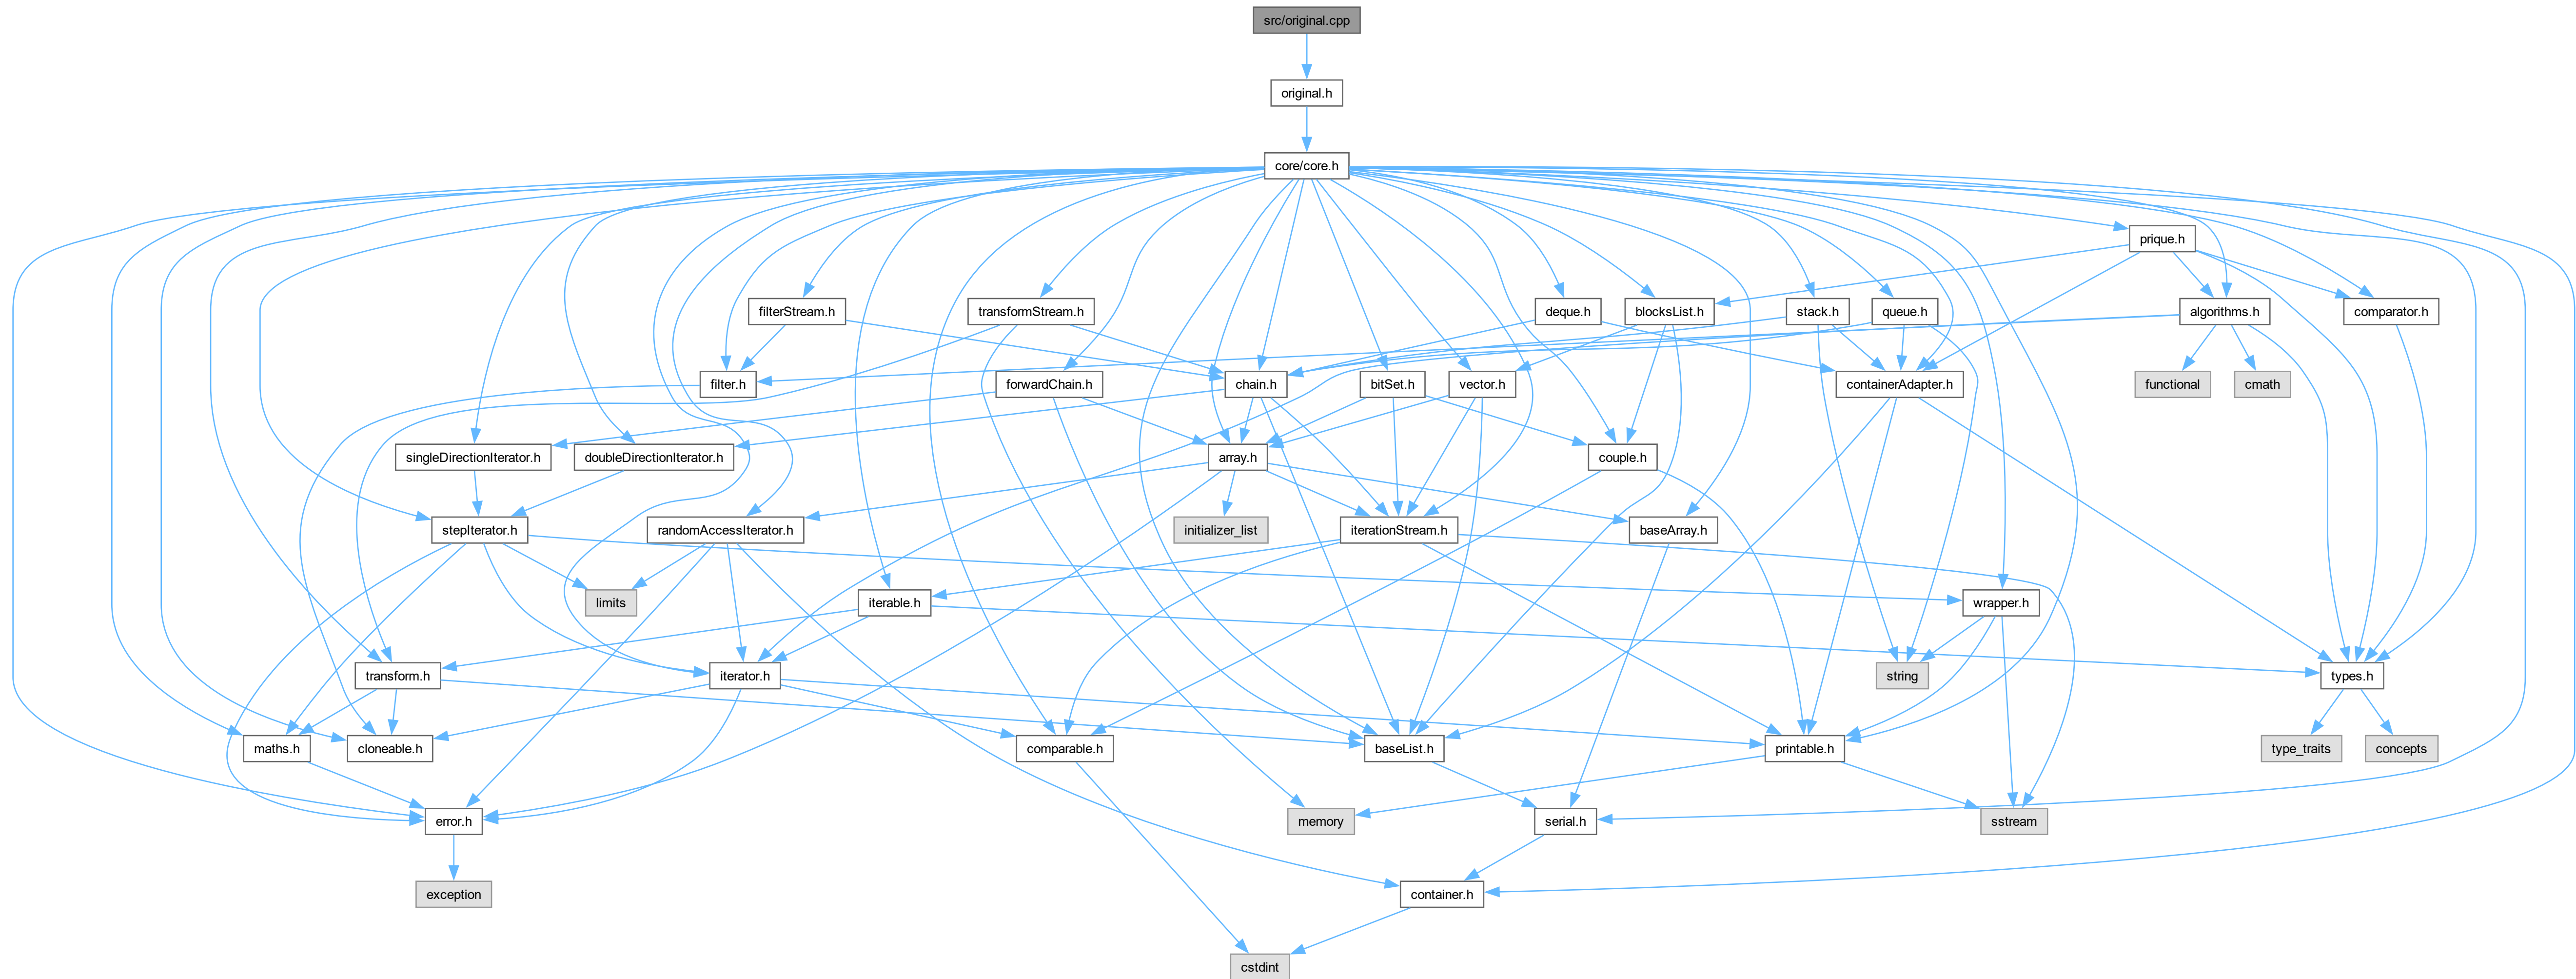 src/original.cpp
original.h
core/core.h
prique.h
filterStream.h
transformStream.h
deque.h
blocksList.h
stack.h
queue.h
algorithms.h
comparator.h
filter.h
forwardChain.h
chain.h
bitSet.h
vector.h
containerAdapter.h
functional
cmath
singleDirectionIterator.h
doubleDirectionIterator.h
array.h
couple.h
stepIterator.h
randomAccessIterator.h
initializer_list
iterationStream.h
baseArray.h
limits
iterable.h
wrapper.h
transform.h
iterator.h
string
types.h
maths.h
cloneable.h
comparable.h
baseList.h
printable.h
type_traits
concepts
error.h
memory
serial.h
sstream
exception
container.h
cstdint